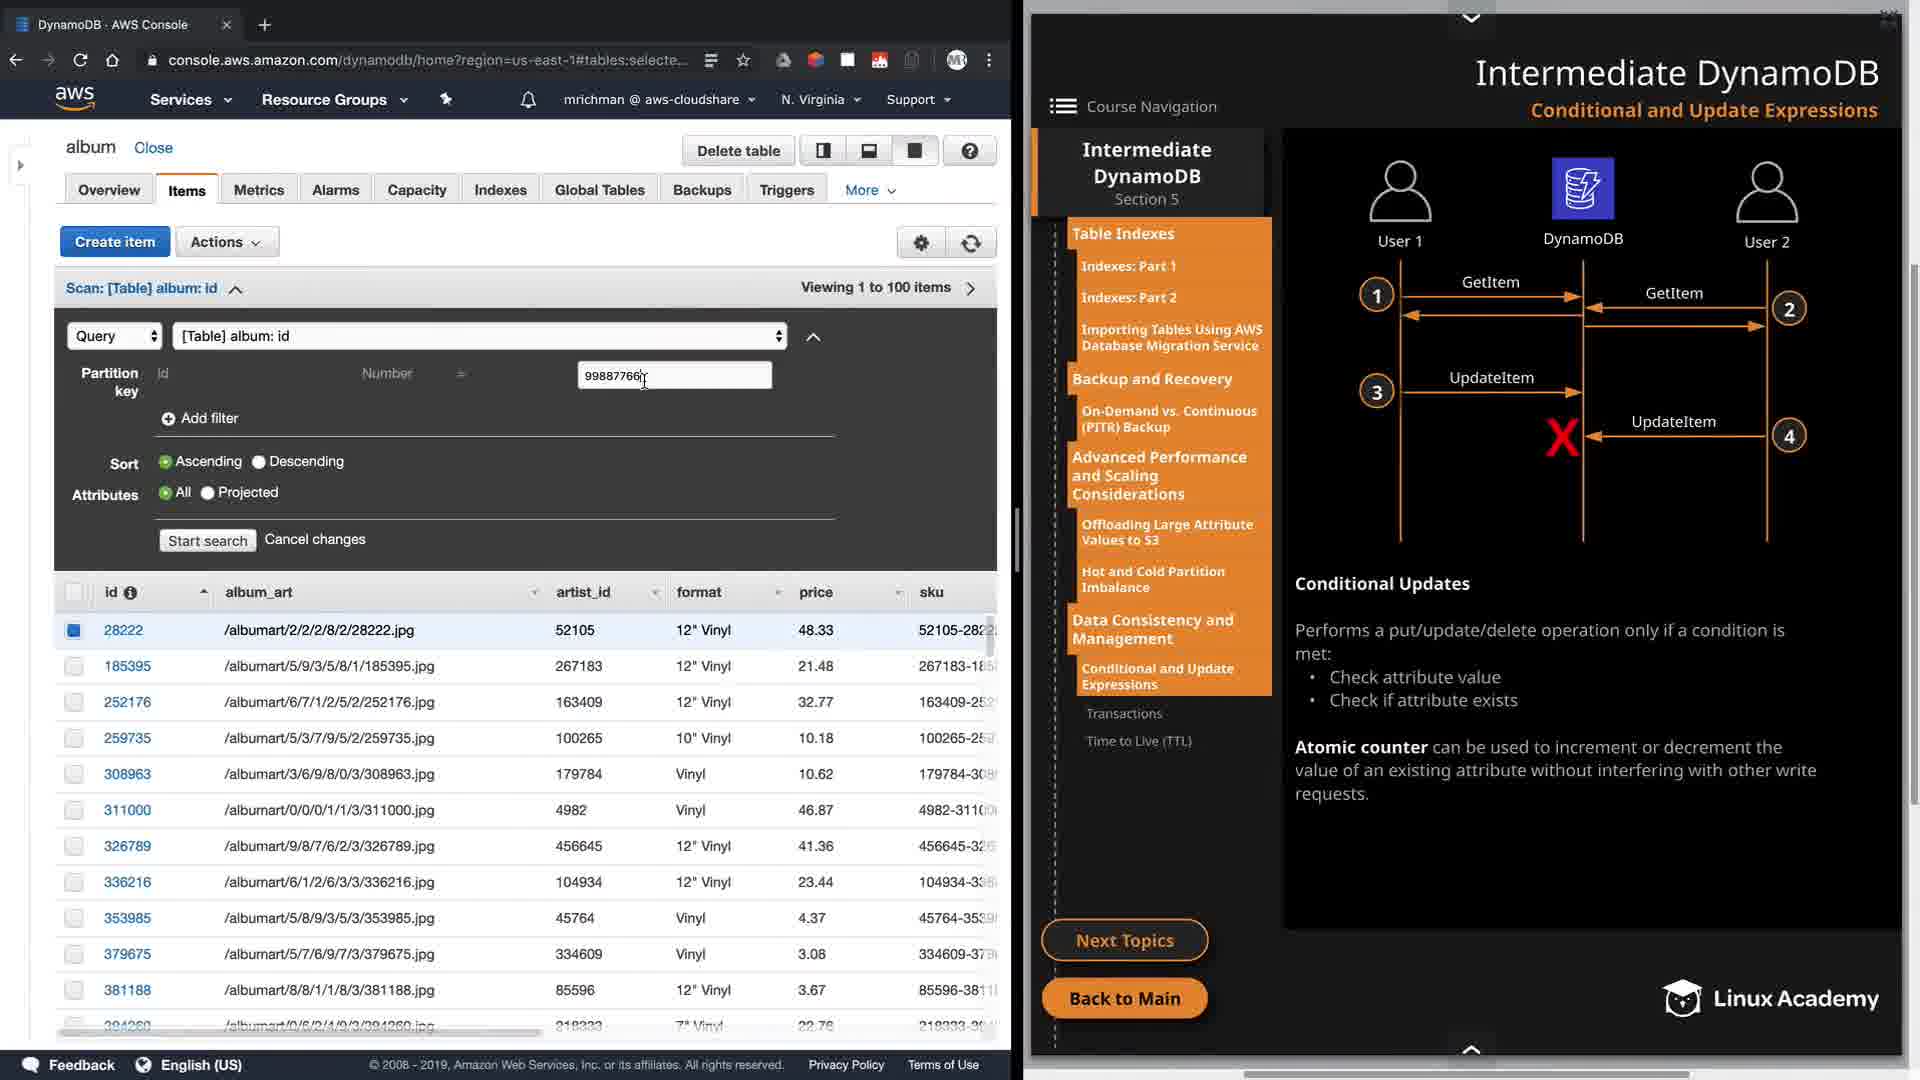 DynamoDB · AWS Console
console.aws.amazon.com/dynamodb/home?region=us-east-1#tables:selecte...
MR
aws
Services
Resource Groups
mrichman @ aws-cloudshare
N. Virginia
Support
album
Close
Delete table
Overview
Items
Metrics
Alarms
Capacity
Indexes
Global Tables
Backups
Triggers
More
Create item
Actions
Scan: [Table] album: id
Viewing 1 to 100 items
Query
[Table] album: id
Partition
key
id
Number
=
99887766
Add filter
Sort
Ascending
Descending
Attributes
All
Projected
Start search
Cancel changes
id album_art artist_id format price sku
28222 /albumart/2/2/2/8/2/28222.jpg 52105 12" Vinyl 48.33 52105-2822
185395 /albumart/5/9/3/5/8/1/185395.jpg 267183 12" Vinyl 21.48 267183-185
252176 /albumart/6/7/1/2/5/2/252176.jpg 163409 12" Vinyl 32.77 163409-252
259735 /albumart/5/3/7/9/5/2/259735.jpg 100265 10" Vinyl 10.18 100265-259
308963 /albumart/3/6/9/8/0/3/308963.jpg 179784 Vinyl 10.62 179784-308
311000 /albumart/0/0/0/1/1/3/311000.jpg 4982 Vinyl 46.87 4982-31100
326789 /albumart/9/8/7/6/2/3/326789.jpg 456645 12" Vinyl 41.36 456645-326
336216 /albumart/6/1/2/6/3/3/336216.jpg 104934 12" Vinyl 23.44 104934-336
353985 /albumart/5/8/9/3/5/3/353985.jpg 45764 Vinyl 4.37 45764-3539
379675 /albumart/5/7/6/9/7/3/379675.jpg 334609 Vinyl 3.08 334609-379
381188 /albumart/8/8/1/1/8/3/381188.jpg 85596 12" Vinyl 3.67 85596-3811
394260 /albumart/0/6/2/4/9/3/394260.jpg 7" Vinyl 22.76
Feedback
English (US)
© 2008 - 2019, Amazon Web Services, Inc. or its affiliates. All rights reserved.
Privacy Policy
Terms of Use
Intermediate DynamoDB
Conditional and Update Expressions
Course Navigation
Intermediate
DynamoDB
Section 5
Table Indexes
Indexes: Part 1
Indexes: Part 2
Importing Tables Using AWS
Database Migration Service
Backup and Recovery
On-Demand vs. Continuous
(PITR) Backup
Advanced Performance
and Scaling
Considerations
Offloading Large Attribute
Values to S3
Hot and Cold Partition
Imbalance
Data Consistency and
Management
Conditional and Update
Expressions
Transactions
Time to Live (TTL)
Next Topics
Back to Main
User 1
DynamoDB
User 2
1
GetItem
GetItem
2
3
UpdateItem
X
UpdateItem
4
Conditional Updates
Performs a put/update/delete operation only if a condition is
met:
• Check attribute value
• Check if attribute exists
Atomic counter can be used to increment or decrement the
value of an existing attribute without interfering with other write
requests.
Linux Academy